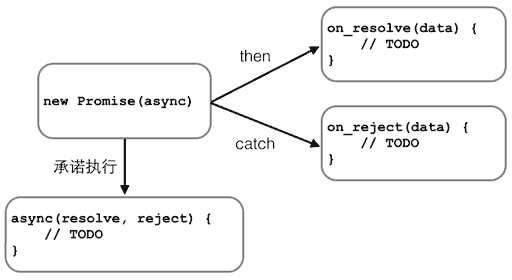 on_resolve(data) {
    // TODO
}
then
new Promise(async)
on_reject(data) {
    // TODO
}
catch
承诺执行
async(resolve, reject) {
    // TODO
}